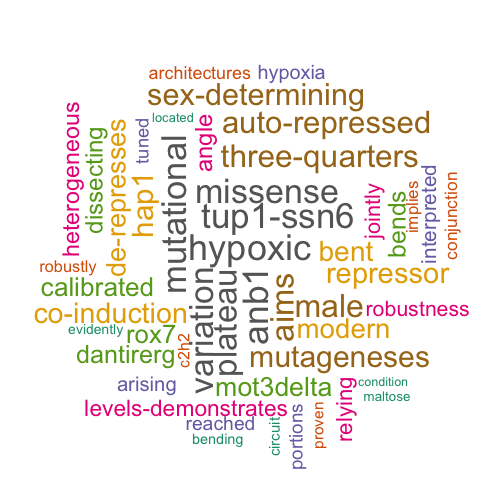 architectures hypoxia
sex-determining
located
auto-repressed
three-quarters
heterogeneous
dissecting
de-represses
tuned
hap1
mutational
angle
missense
tup1-ssn6
hypoxic
jointly
bends
implies
interpreted
conjunction
bent
repressor
robustly
calibrated
co-induction
evidently
rox7
c2h2
dantirerg
variation
plateau
anb1
aims
male
robustness
modern
mutageneses
arising
mot3delta
condition
maltose
levels-demonstrates
reached
bending
circuit
portions
proven
relying